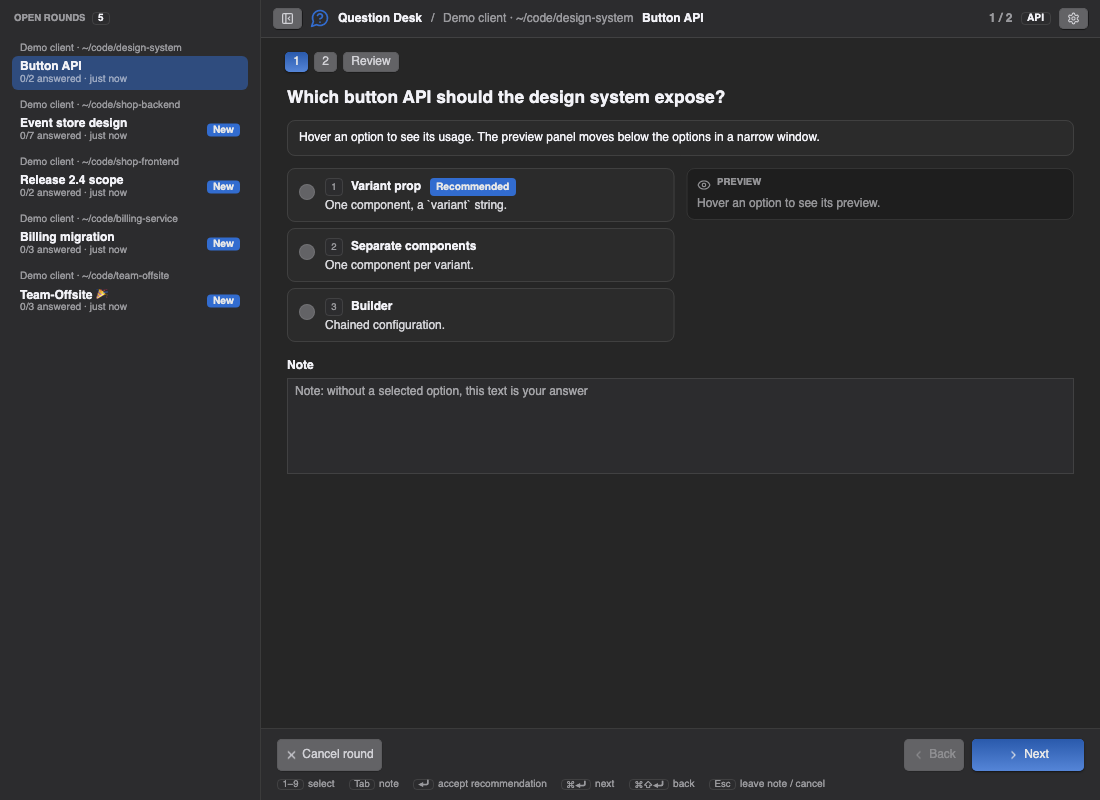 OPEN ROUNDS 5
Demo client · ~/code/design-system
Button API
0/2 answered · just now
Demo client · ~/code/shop-backend
Event store design
0/7 answered · just now
New
Demo client · ~/code/shop-frontend
Release 2.4 scope
0/2 answered · just now
New
Demo client · ~/code/billing-service
Billing migration
0/3 answered · just now
New
Demo client · ~/code/team-offsite
Team-Offsite 🎉
0/3 answered · just now
New
Question Desk / Demo client · ~/code/design-system Button API
1 / 2 API
1 2 Review
Which button API should the design system expose?
Hover an option to see its usage. The preview panel moves below the options in a narrow window.
1 Variant prop Recommended
One component, a `variant` string.
2 Separate components
One component per variant.
3 Builder
Chained configuration.
PREVIEW
Hover an option to see its preview.
Note
Note: without a selected option, this text is your answer
Cancel round
Back
Next
1–9 select Tab note ↵ accept recommendation ⌘↵ next ⌘⇧↵ back Esc leave note / cancel